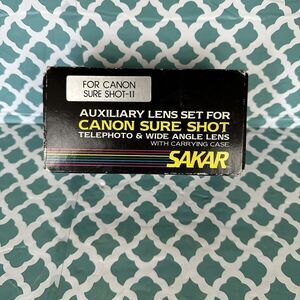 FOR CANON
SURE SHOT-II
AUXILIARY LENS SET FOR
CANON SURE SHOT
TELEPHOTO & WIDE ANGLE LENS
WITH CARRYING CASE
SAKAR